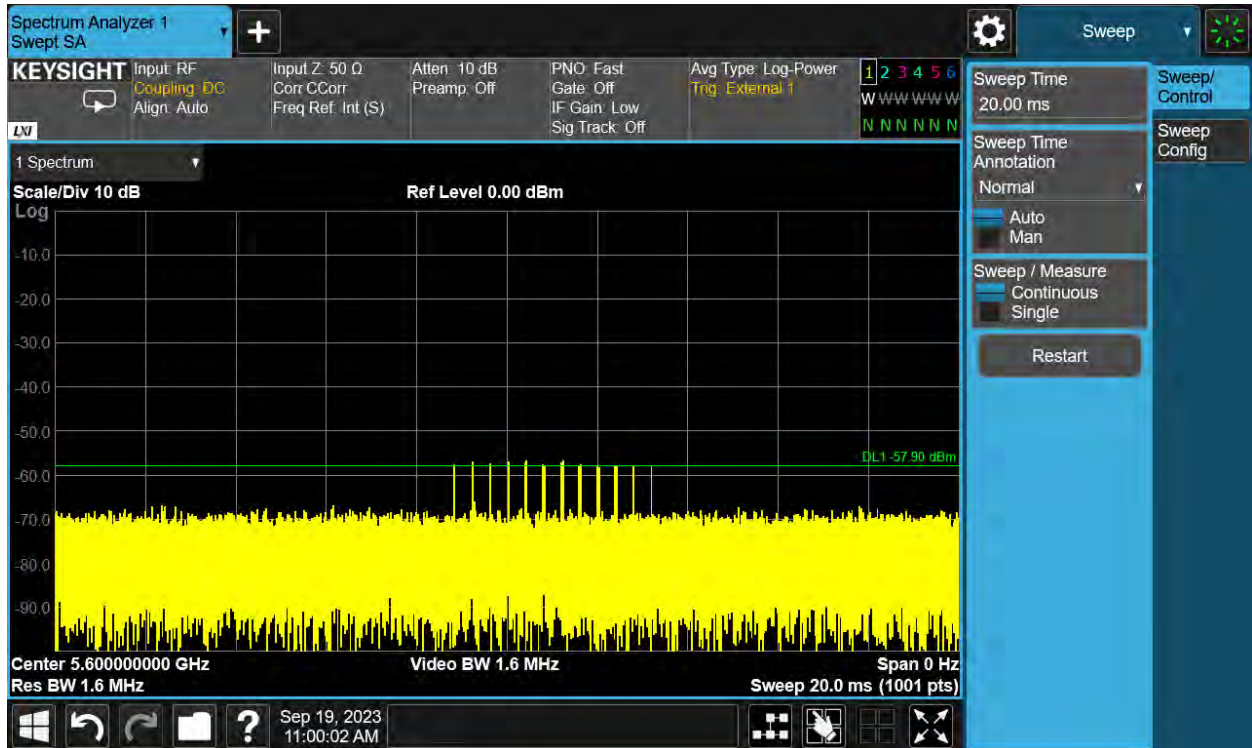 Spectrum Analyzer 1
Swept SA
+
Sweep
KEYSIGHT
LXI
Input: RF
Coupling: DC
Align: Auto
Input Z: 50 Ω
Corr CCorr
Freq Ref: Int (S)
Atten: 10 dB
Preamp: Off
PNO: Fast
Gate: Off
IF Gain: Low
Sig Track: Off
Avg Type: Log-Power
Trig: External 1
1 2 3 4 5 6
W W W W W W
N N N N N N
Sweep Time
20.00 ms
Sweep Time
Annotation
Normal
Auto
Man
Sweep / Measure
Continuous
Single
Restart
Sweep/
Control
Sweep
Config
1 Spectrum
Scale/Div 10 dB
Ref Level 0.00 dBm
Log
-10.0
-20.0
-30.0
-40.0
-50.0
DL1 -57.90 dBm
-60.0
-70.0
-80.0
-90.0
Center 5.600000000 GHz
Video BW 1.6 MHz
Span 0 Hz
Res BW 1.6 MHz
Sweep 20.0 ms (1001 pts)
?
Sep 19, 2023
11:00:02 AM